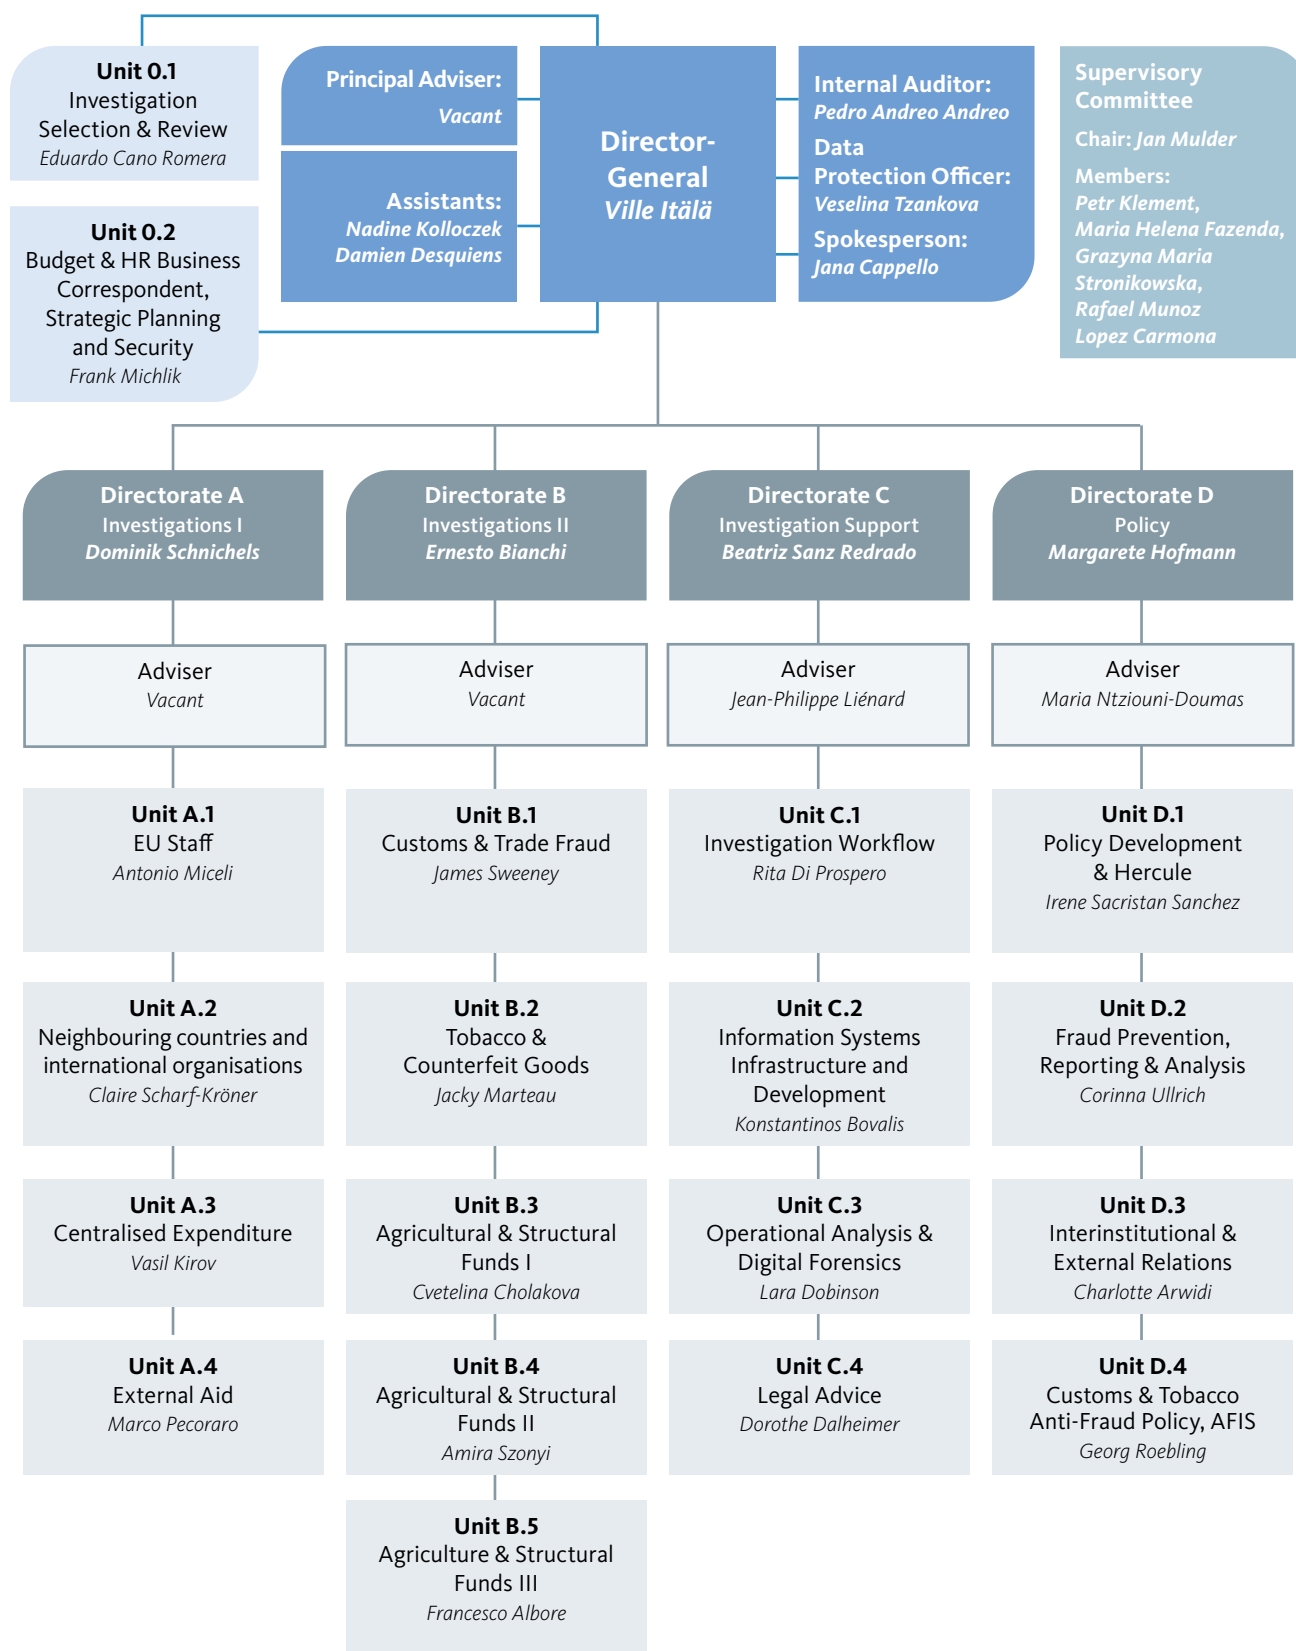 Unit 0.1
Investigation
Selection & Review
Eduardo Cano Romera
Unit 0.2
Budget & HR Business
Correspondent,
Strategic Planning
and Security
Frank Michlik
Principal Adviser:
Vacant
Assistants:
Nadine Kolloczek
Damien Desquiens
Director-
General
Ville Itälä
Internal Auditor:
Pedro Andreo Andreo
Data
Protection Officer:
Veselina Tzankova
Spokesperson:
Jana Cappello
Supervisory
Committee
Chair: Jan Mulder
Members:
Petr Klement,
Maria Helena Fazenda,
Grazyna Maria
Stronikowska,
Rafael Munoz
Lopez Carmona
Directorate A
Investigations I
Dominik Schnichels
Adviser
Vacant
Unit A.1
EU Staff
Antonio Miceli
Unit A.2
Neighbouring countries and
international organisations
Claire Scharf-Kröner
Unit A.3
Centralised Expenditure
Vasil Kirov
Unit A.4
External Aid
Marco Pecoraro
Directorate B
Investigations II
Ernesto Bianchi
Adviser
Vacant
Unit B.1
Customs & Trade Fraud
James Sweeney
Unit B.2
Tobacco &
Counterfeit Goods
Jacky Marteau
Unit B.3
Agricultural & Structural
Funds I
Cvetelina Cholakova
Unit B.4
Agricultural & Structural
Funds II
Amira Szonyi
Unit B.5
Agriculture & Structural
Funds III
Francesco Albore
Directorate C
Investigation Support
Beatriz Sanz Redrado
Adviser
Jean-Philippe Liénard
Unit C.1
Investigation Workflow
Rita Di Prospero
Unit C.2
Information Systems
Infrastructure and
Development
Konstantinos Bovalis
Unit C.3
Operational Analysis &
Digital Forensics
Lara Dobinson
Unit C.4
Legal Advice
Dorothe Dalheimer
Directorate D
Policy
Margarete Hofmann
Adviser
Maria Ntziouni-Doumas
Unit D.1
Policy Development
& Hercule
Irene Sacristan Sanchez
Unit D.2
Fraud Prevention,
Reporting & Analysis
Corinna Ullrich
Unit D.3
Interinstitutional &
External Relations
Charlotte Arwidi
Unit D.4
Customs & Tobacco
Anti-Fraud Policy, AFIS
Georg Roebling